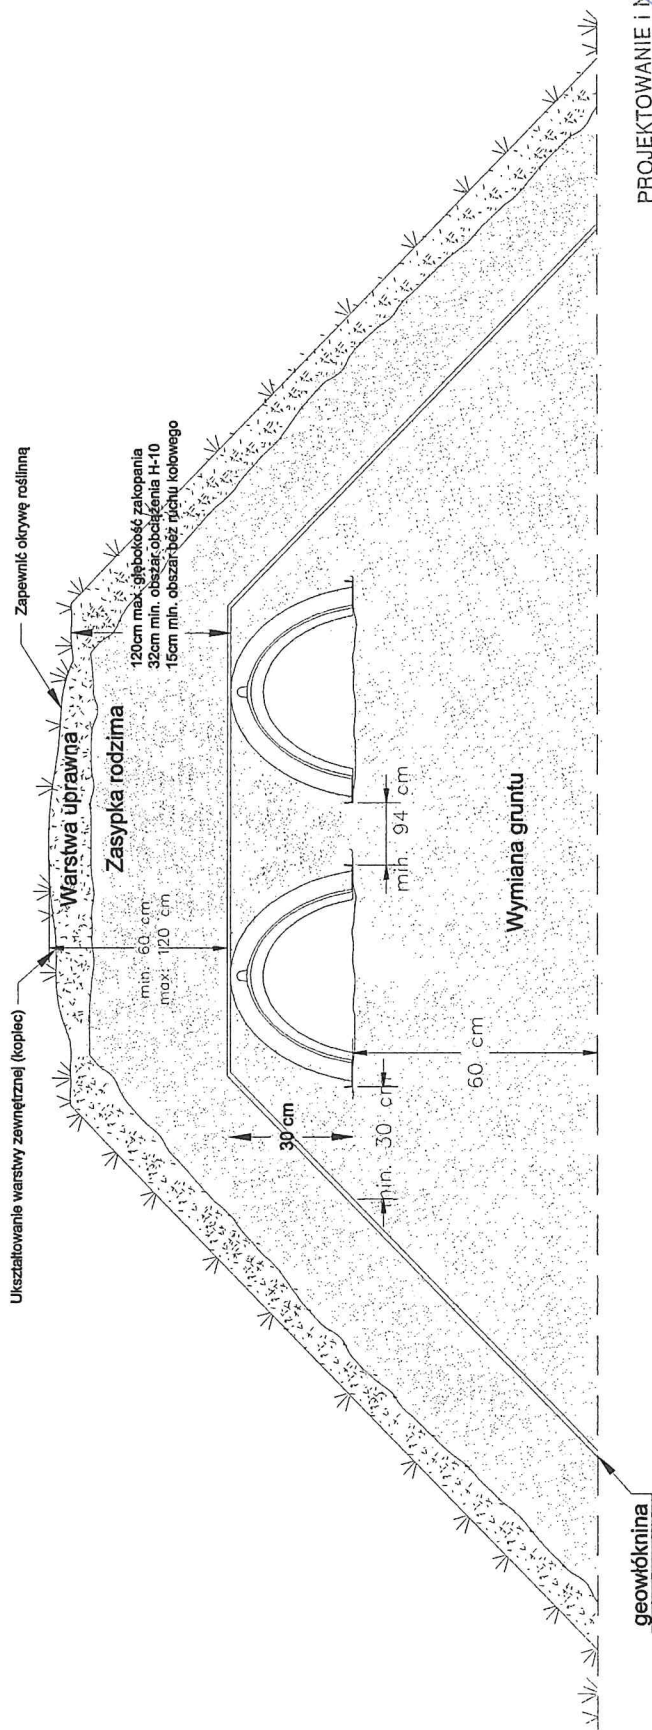 Ukształtowanie warstwy zewnętrznej (kopiec)
Zapewnić okrywę roślinną
Warstwa uprawna
Zasypka rodzima
min. 60 cm
max. 120 cm
120cm max. głębokość zakopania
32cm min. obszar obciążenia H-10
15cm min. obszar bez ruchu kołowego
30 cm
min. 30 cm
min. 94 cm
60 cm
Wymiana gruntu
geowłóknina
PROJEKTOWANIE i